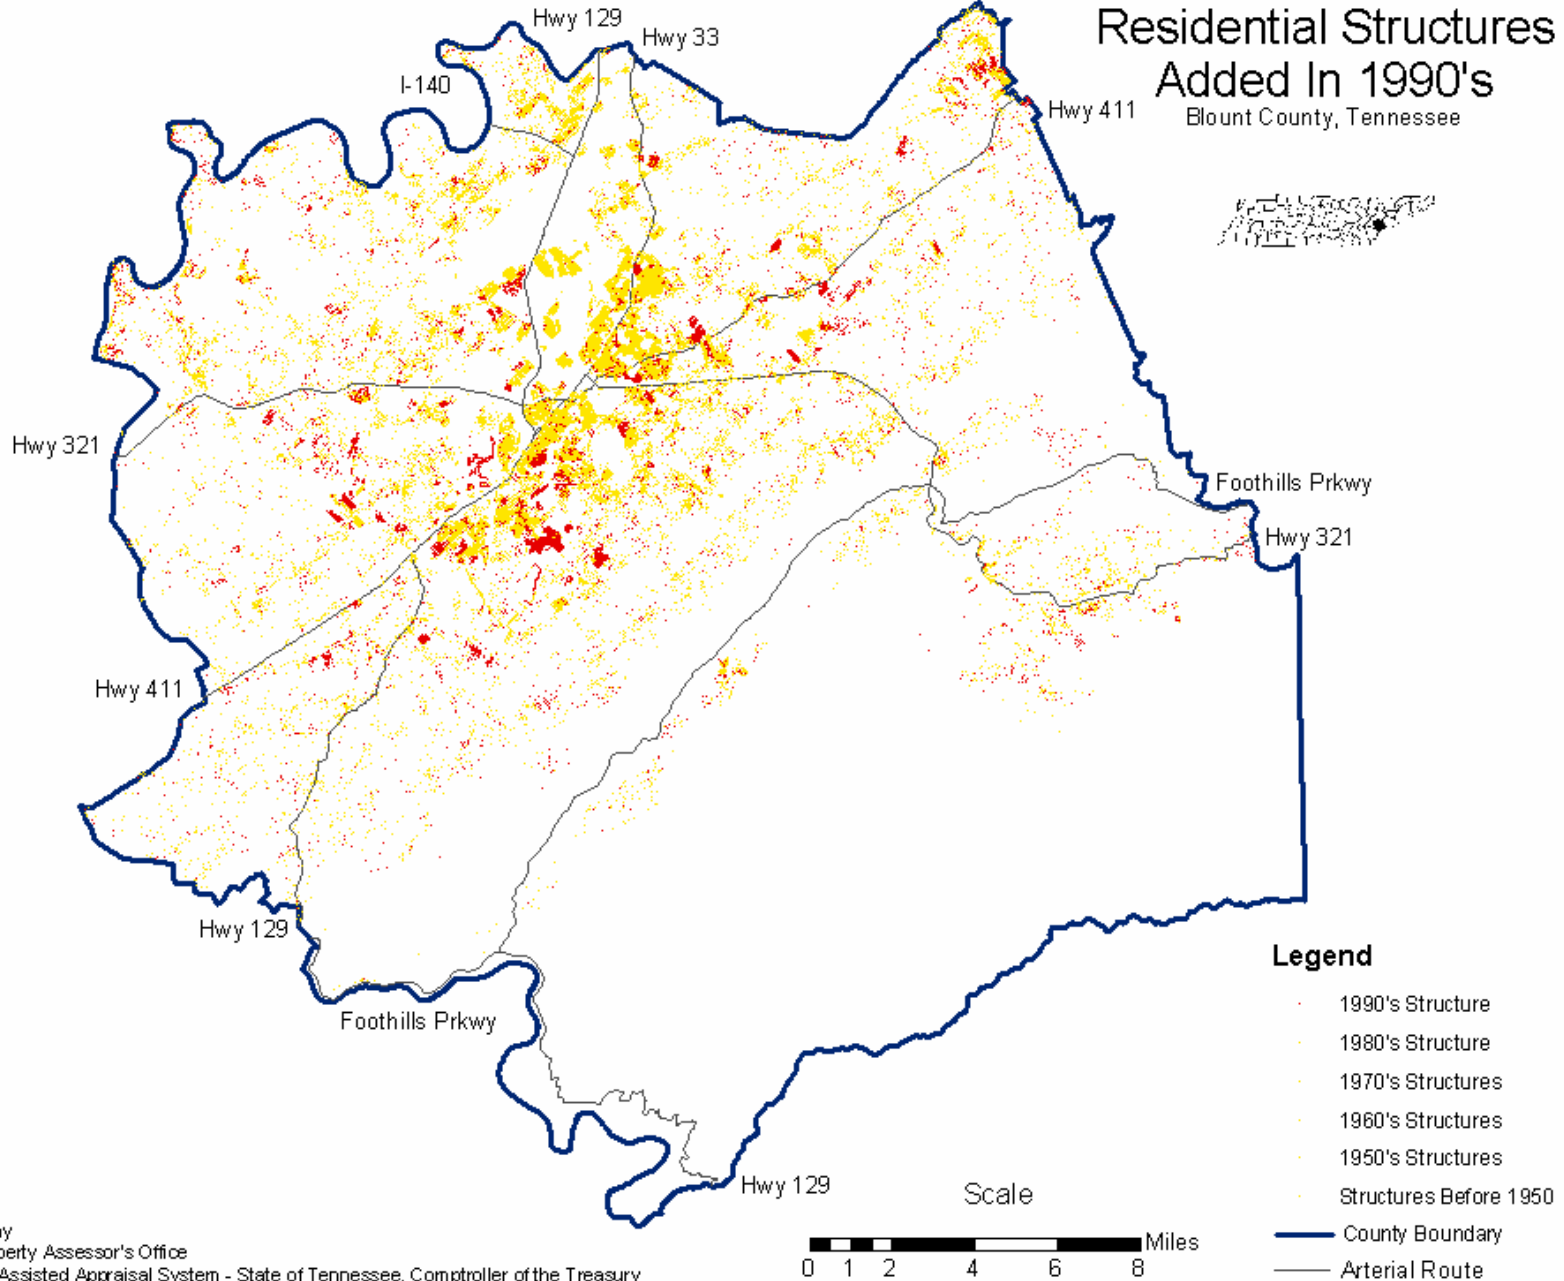 Residential Structures
Added In 1990's
Blount County, Tennessee
Hwy 129
Hwy 33
I-140
Hwy 411
Hwy 321
Foothills Prkwy
Hwy 321
Hwy 411
Hwy 129
Foothills Prkwy
Hwy 129
Legend
1990's Structure
1980's Structure
1970's Structures
1960's Structures
1950's Structures
Structures Before 1950
County Boundary
Arterial Route
Scale
Miles
0 1 2 4 6 8
Assessor's Office
Assisted Appraisal System - State of Tennessee, Comptroller of the Treasury